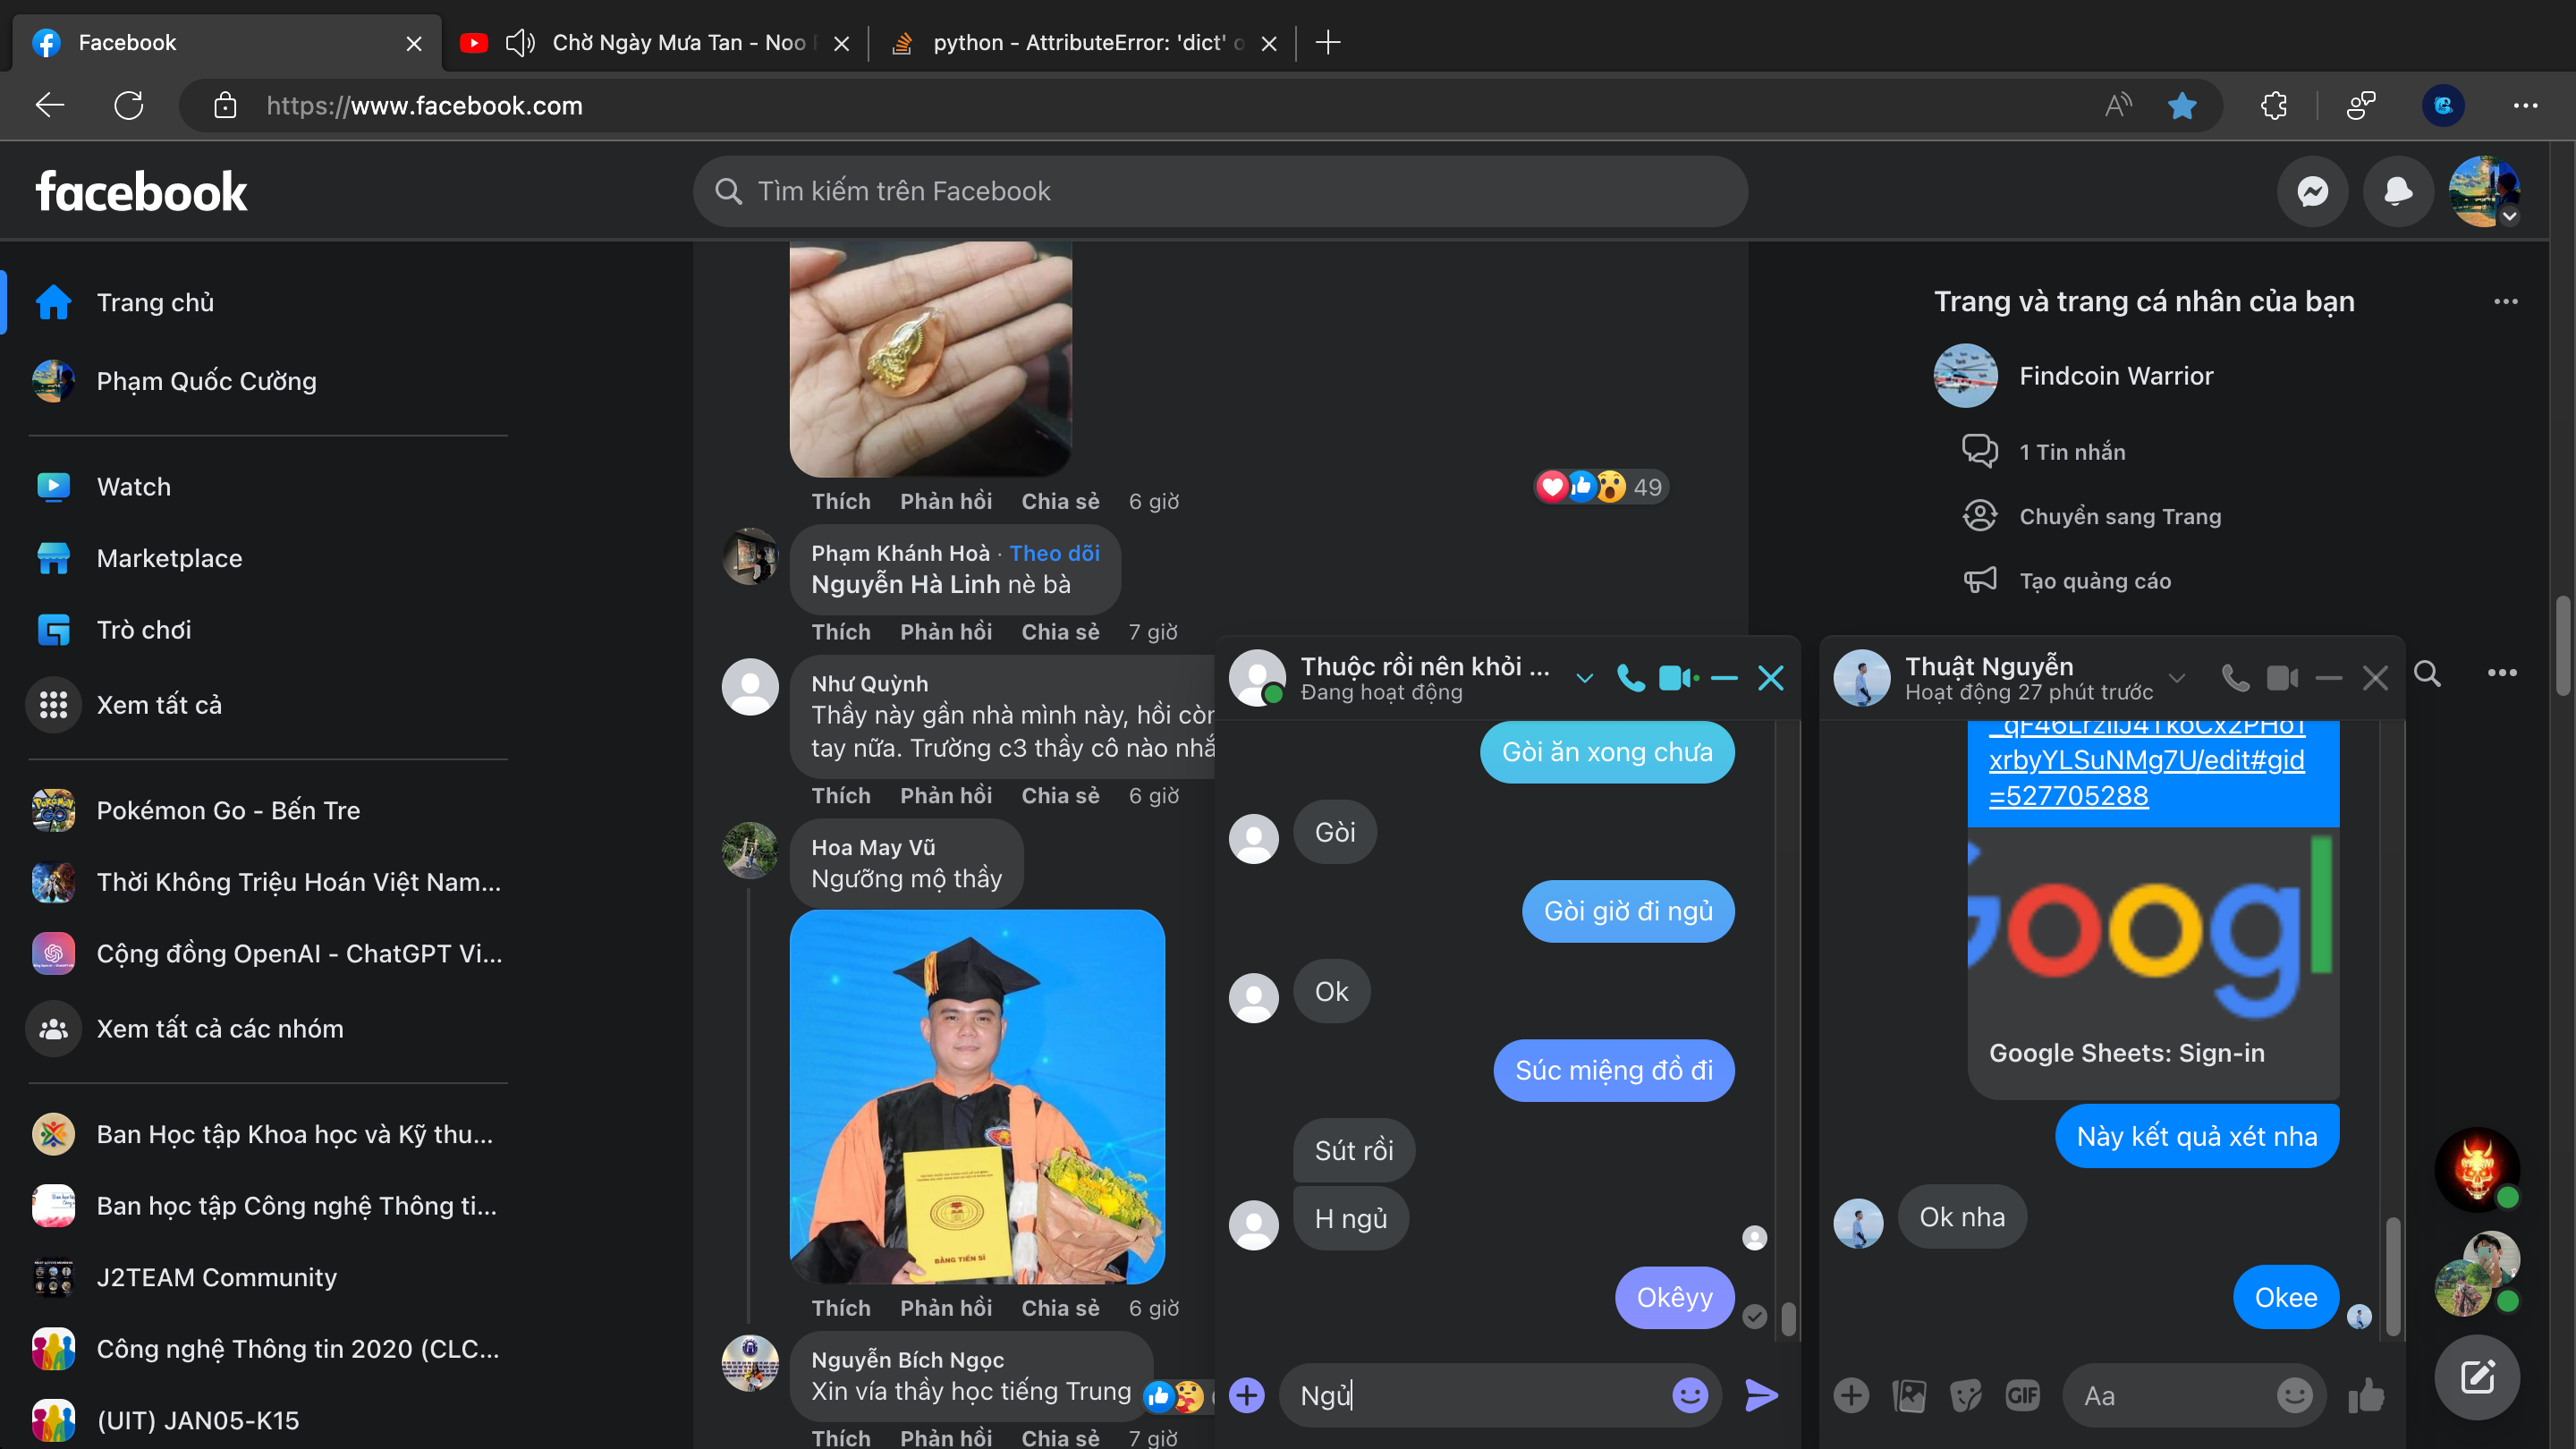 Facebook
Chờ Ngày Mưa Tan - Noo
python - AttributeError: 'dict' o
https://www.facebook.com
facebook
Tìm kiếm trên Facebook
Trang chủ
Phạm Quốc Cường
Watch
Marketplace
Trò chơi
Xem tất cả
Pokémon Go - Bến Tre
Thời Không Triệu Hoán Việt Nam...
Cộng đồng OpenAI - ChatGPT Vi...
Xem tất cả các nhóm
Ban Học tập Khoa học và Kỹ thu...
Ban học tập Công nghệ Thông ti...
J2TEAM Community
Công nghệ Thông tin 2020 (CLC...
(UIT) JAN05-K15
Thích Phản hồi Chia sẻ 6 giờ
49
Phạm Khánh Hoà · Theo dõi
Nguyễn Hà Linh nè bà
Thích Phản hồi Chia sẻ 7 giờ
Như Quỳnh
Thầy này gần nhà mình này, hồi còn
tay nữa. Trường c3 thầy cô nào nhắ
Thích Phản hồi Chia sẻ 6 giờ
Hoa May Vũ
Ngưỡng mộ thầy
BẰNG TIẾN SĨ
Thích Phản hồi Chia sẻ 6 giờ
Nguyễn Bích Ngọc
Xin vía thầy học tiếng Trung
Thích Phản hồi Chia sẻ 7 giờ
Trang và trang cá nhân của bạn
Findcoin Warrior
1 Tin nhắn
Chuyển sang Trang
Tạo quảng cáo
Thuộc rồi nên khỏi ...
Đang hoạt động
Gòi ăn xong chưa
Gòi
Gòi giờ đi ngủ
Ok
Súc miệng đồ đi
Sút rồi
H ngủ
Okêyy
Ngủ
Thuật Nguyễn
Hoạt động 27 phút trước
xrbyYLSuNMg7U/edit#gid
=527705288
Googl
Google Sheets: Sign-in
Này kết quả xét nha
Ok nha
Okee
GIF
Aa